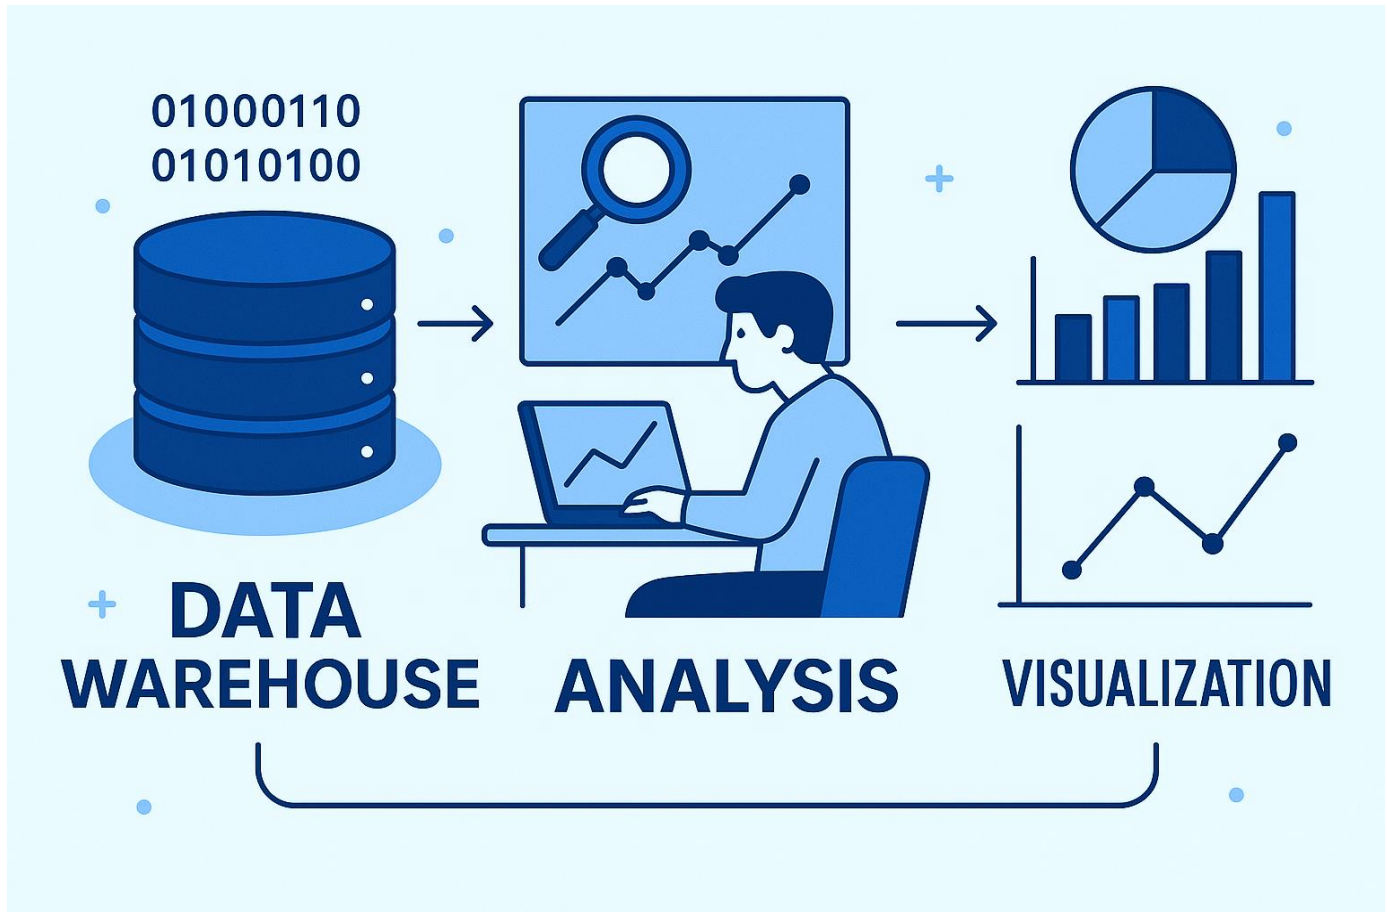 01000110
01010100
DATA
WAREHOUSE
ANALYSIS
VISUALIZATION